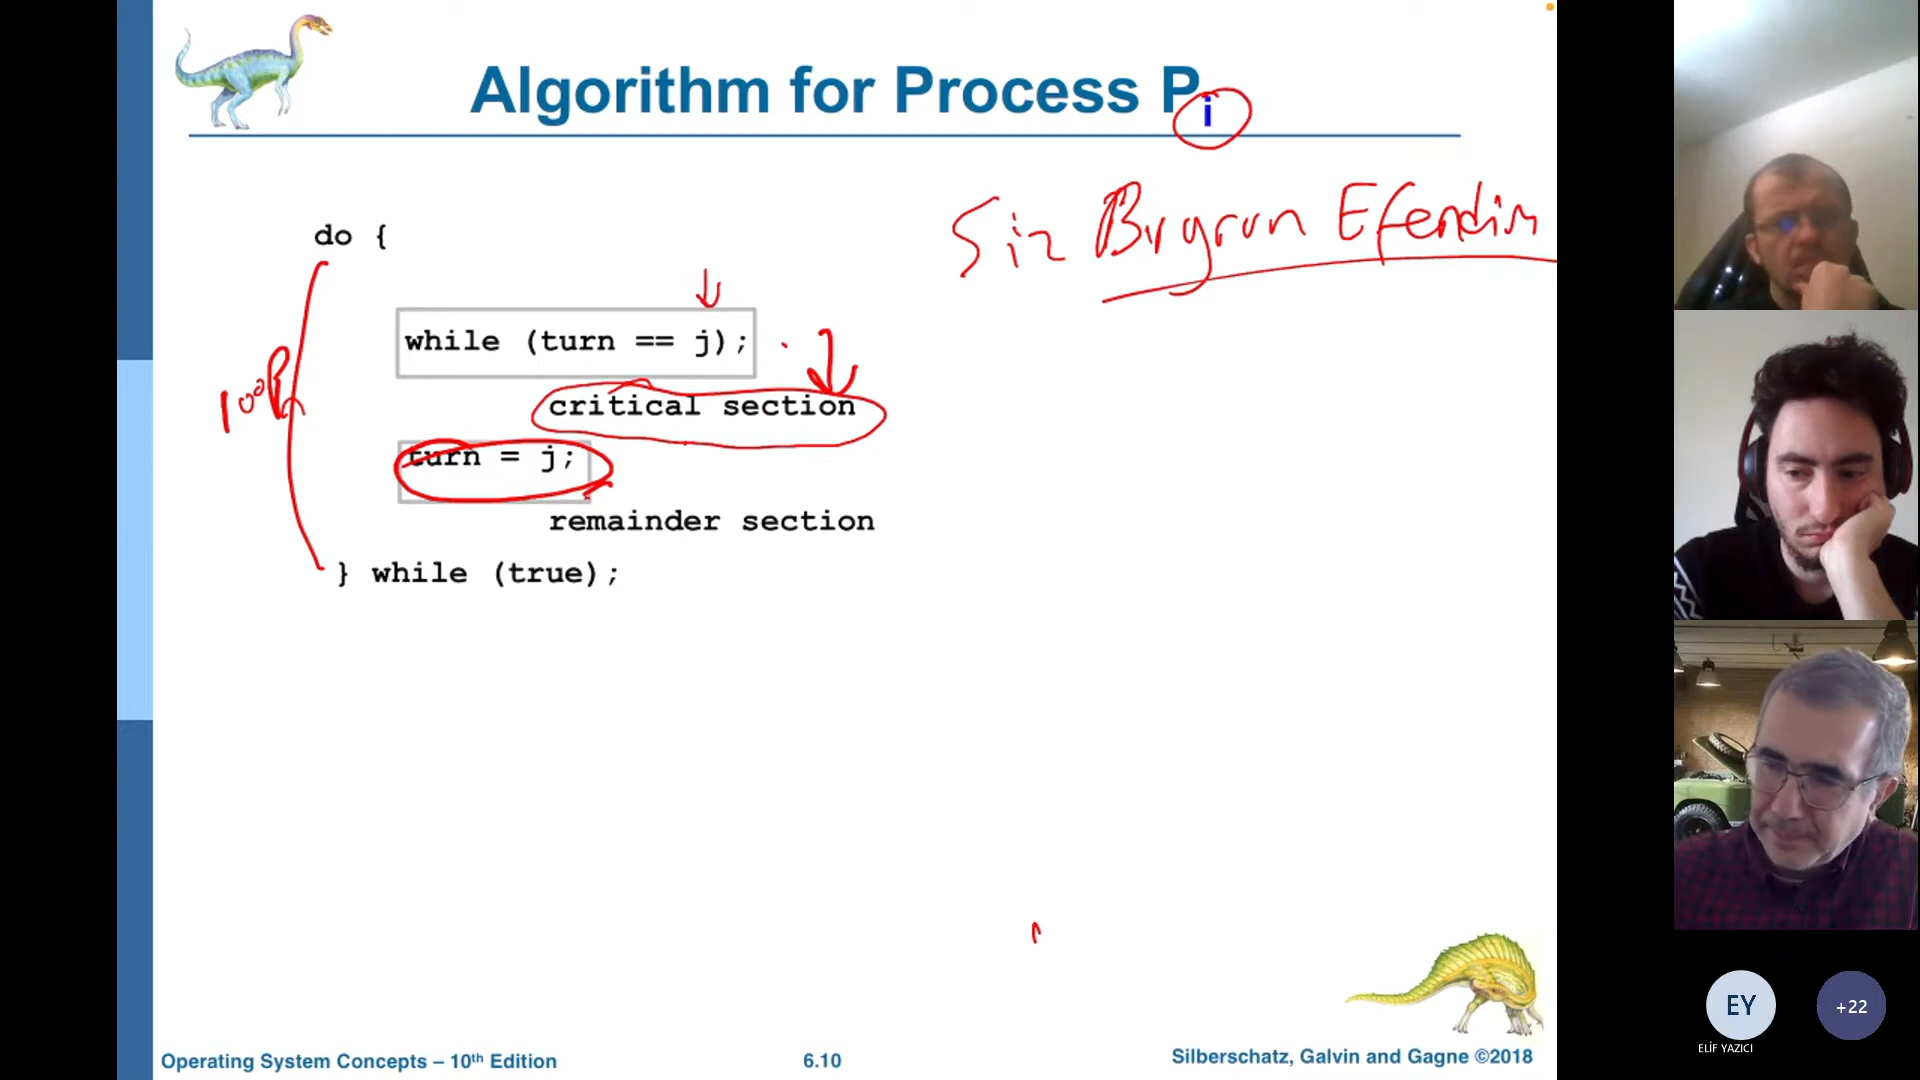 Algorithm for Process Pi
Siz Buyrun Efendim
do {
while (turn == j);
critical section
turn = j;
remainder section
} while (true);
Operating System Concepts – 10th Edition
6.10
Silberschatz, Galvin and Gagne ©2018
EY
ELİF YAZICI
+22